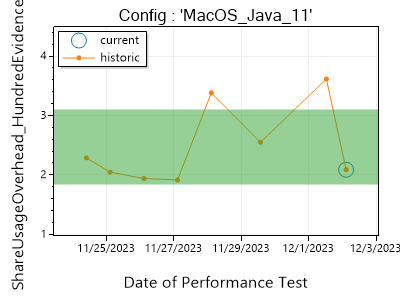 Config : 'MacOS_Java_11'
ShareUsageOverhead_HundredEvidence
current
historic
4
3
2
1
11/25/2023
11/27/2023
11/29/2023
12/1/2023
12/3/2023
Date of Performance Test